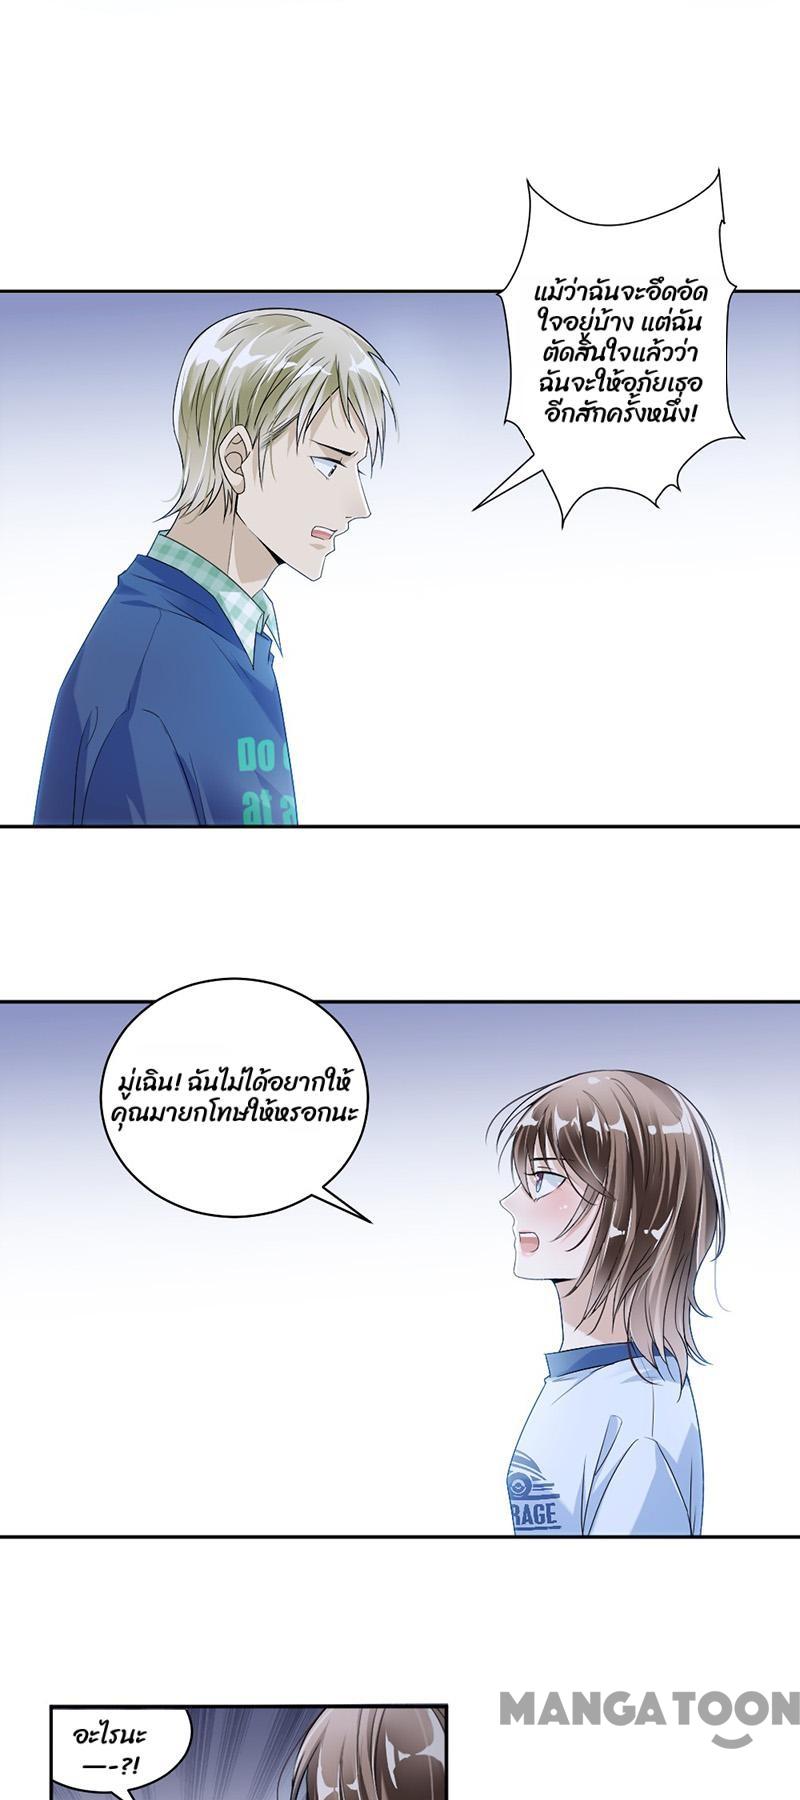 แม้ว่าฉันจะอึดอัด
ใจอยู่บ้าง แต่ฉัน
ตัดสินใจแล้วว่า
ฉันจะให้อภัยเธอ
อีกสักครั้งหนึ่ง!
Do
at a
มู่เฉิน! ฉันไม่ได้อยากให้
คุณมายกโทษให้หรอกนะ
RAGE
MANGATOON
อะไรนะ
—-?!